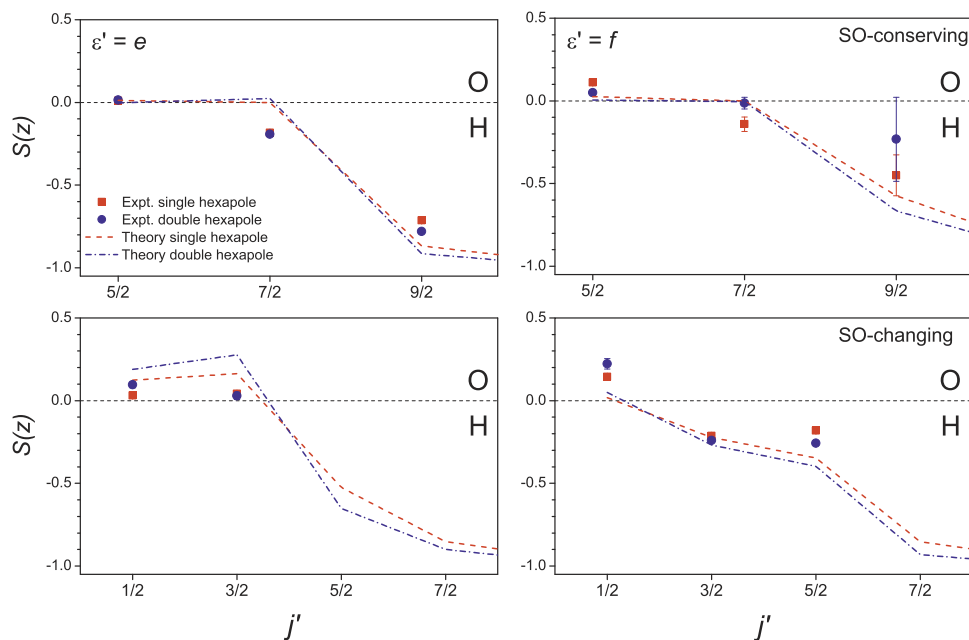 ε' = e
0.5
0.0
-0.5
-1.0
S(z)
O
H
Expt. single hexapole
Expt. double hexapole
Theory single hexapole
Theory double hexapole
5/2
7/2
9/2
ε' = f
SO-conserving
0.5
0.0
-0.5
-1.0
O
H
5/2
7/2
9/2
0.5
0.0
-0.5
-1.0
S(z)
O
H
1/2
3/2
5/2
7/2
j'
SO-changing
0.5
0.0
-0.5
-1.0
O
H
1/2
3/2
5/2
7/2
j'